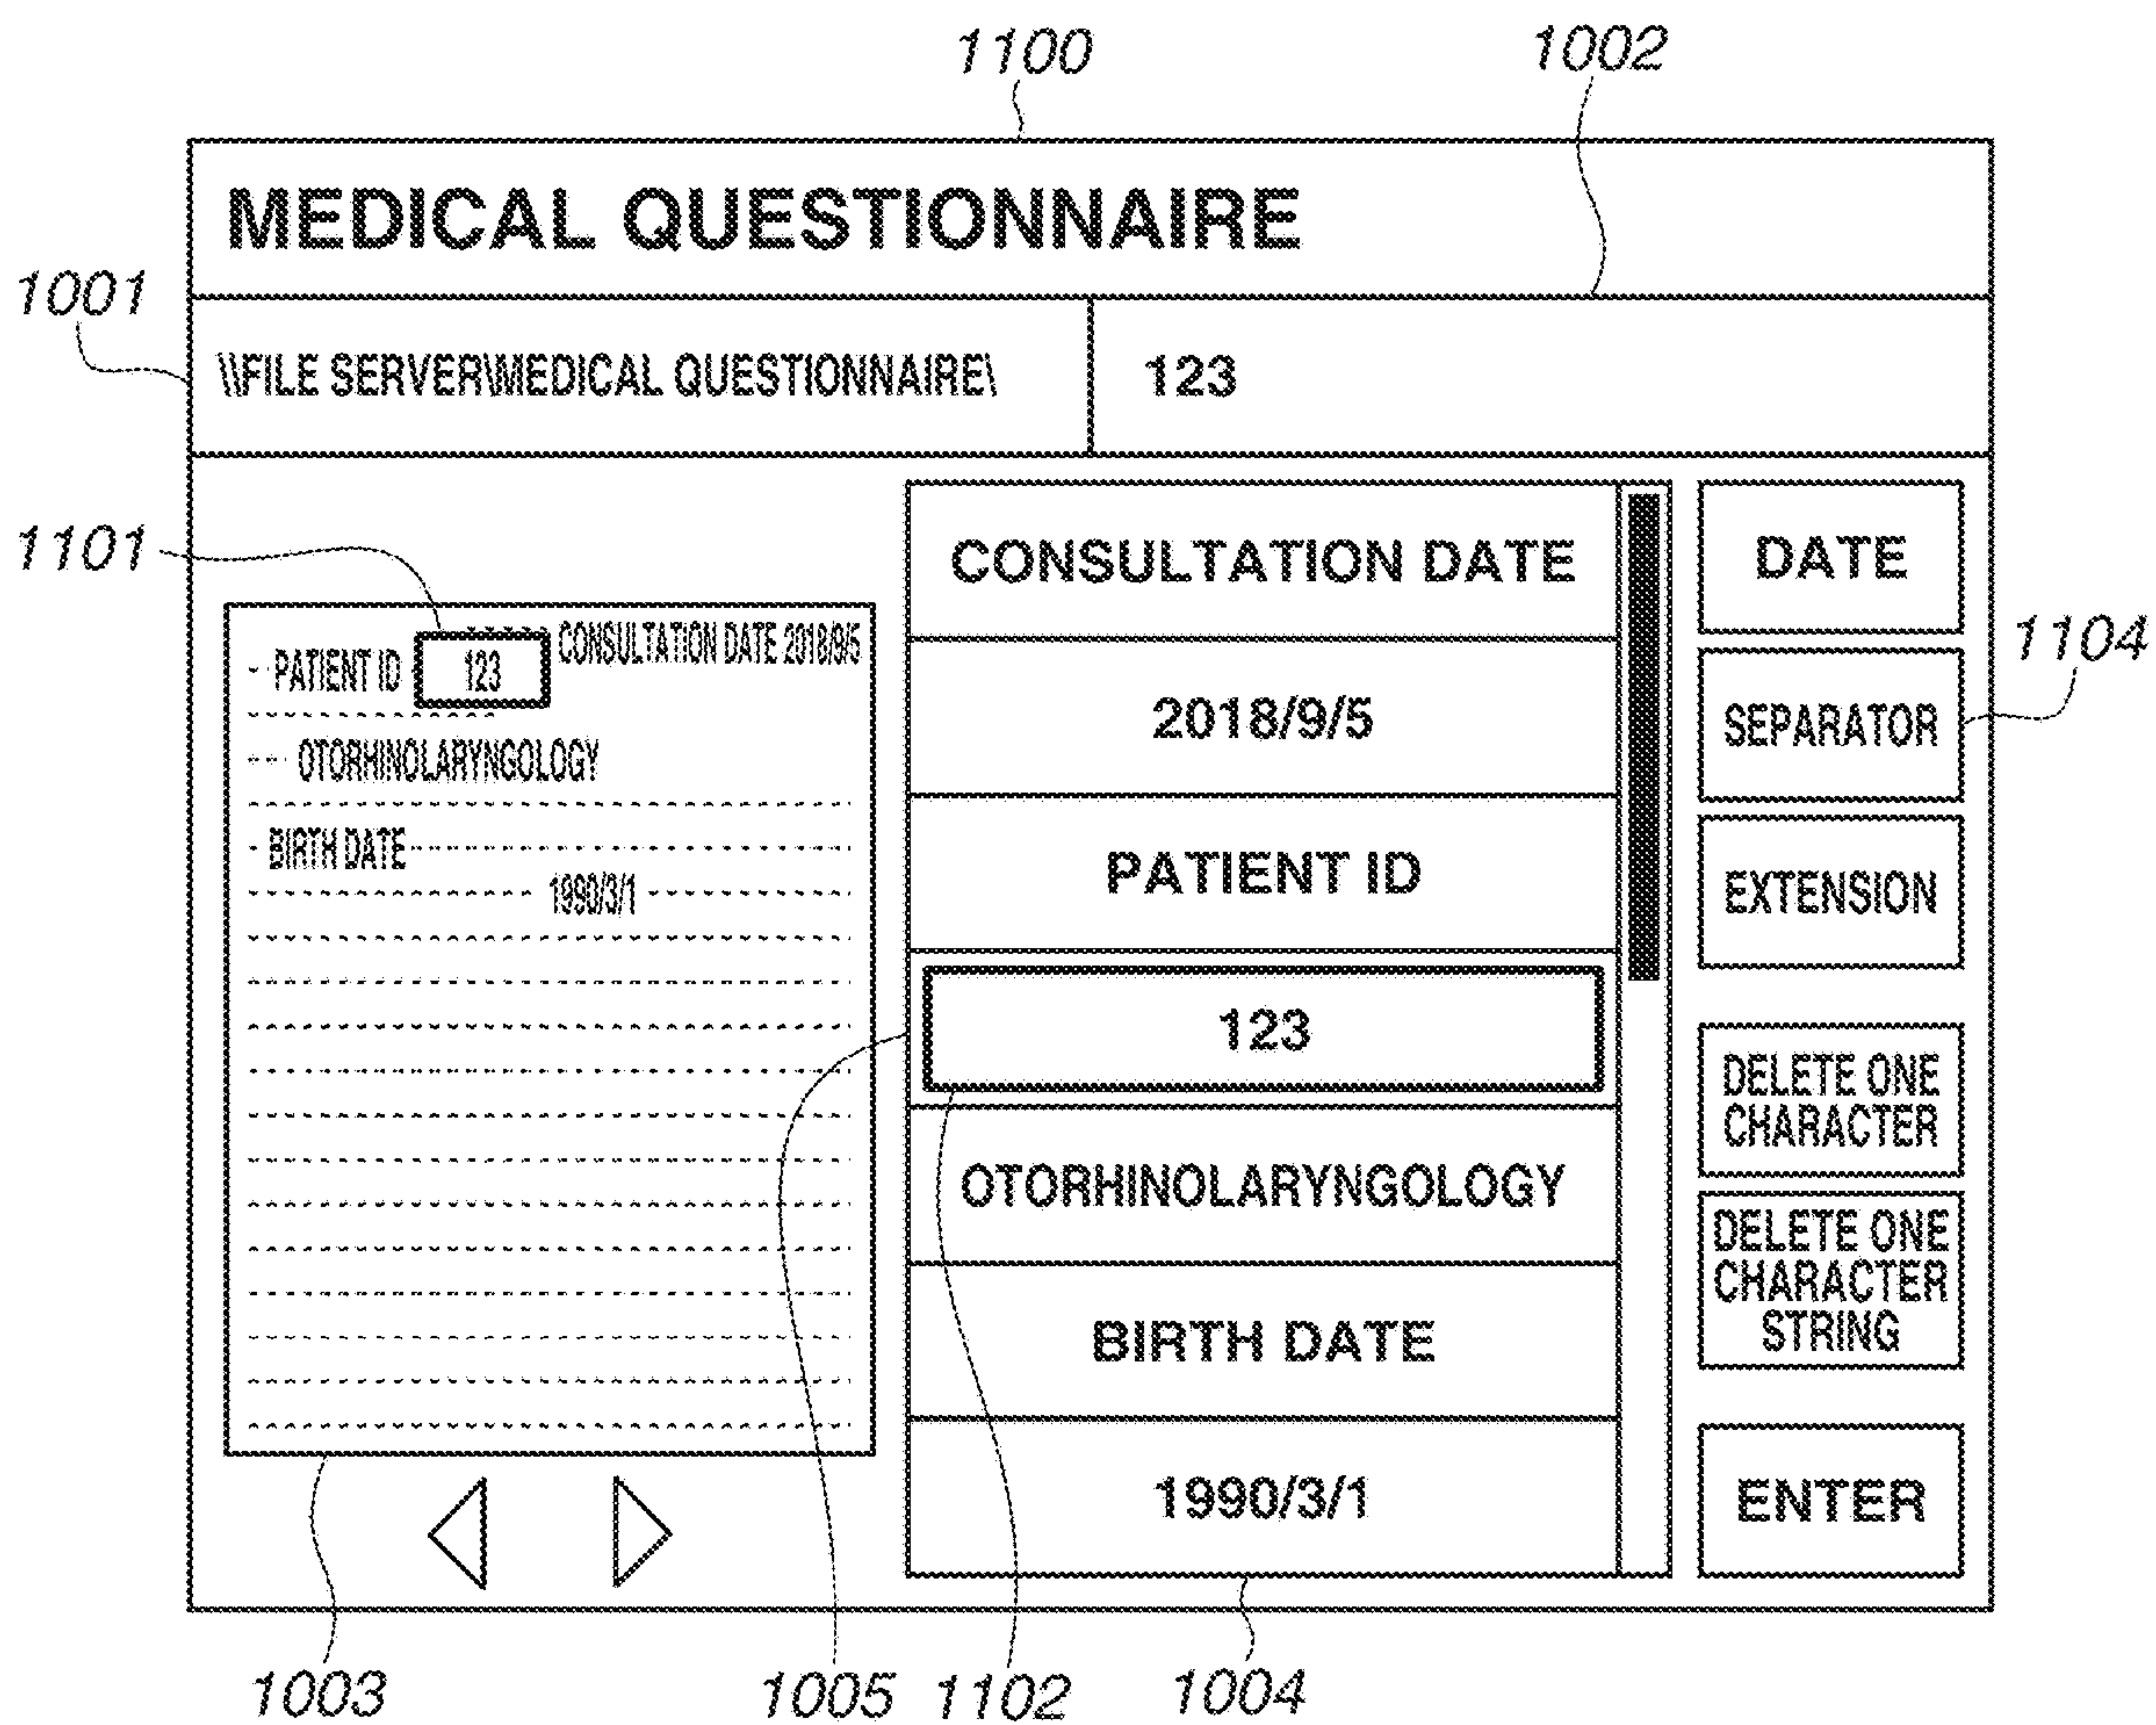 1100
1002
MEDICAL QUESTIONNAIRE
1001
\\FILE SERVER\MEDICAL QUESTIONNAIRE\
123
1101
PATIENT ID
123
CONSULTATION DATE 2018/9/5
OTORHINOLARYNGOLOGY
BIRTH DATE
1990/3/1
CONSULTATION DATE
2018/9/5
PATIENT ID
123
OTORHINOLARYNGOLOGY
BIRTH DATE
1990/3/1
DATE
1104
SEPARATOR
EXTENSION
DELETE ONE
CHARACTER
DELETE ONE
CHARACTER
STRING
ENTER
1003
1005
1102
1004